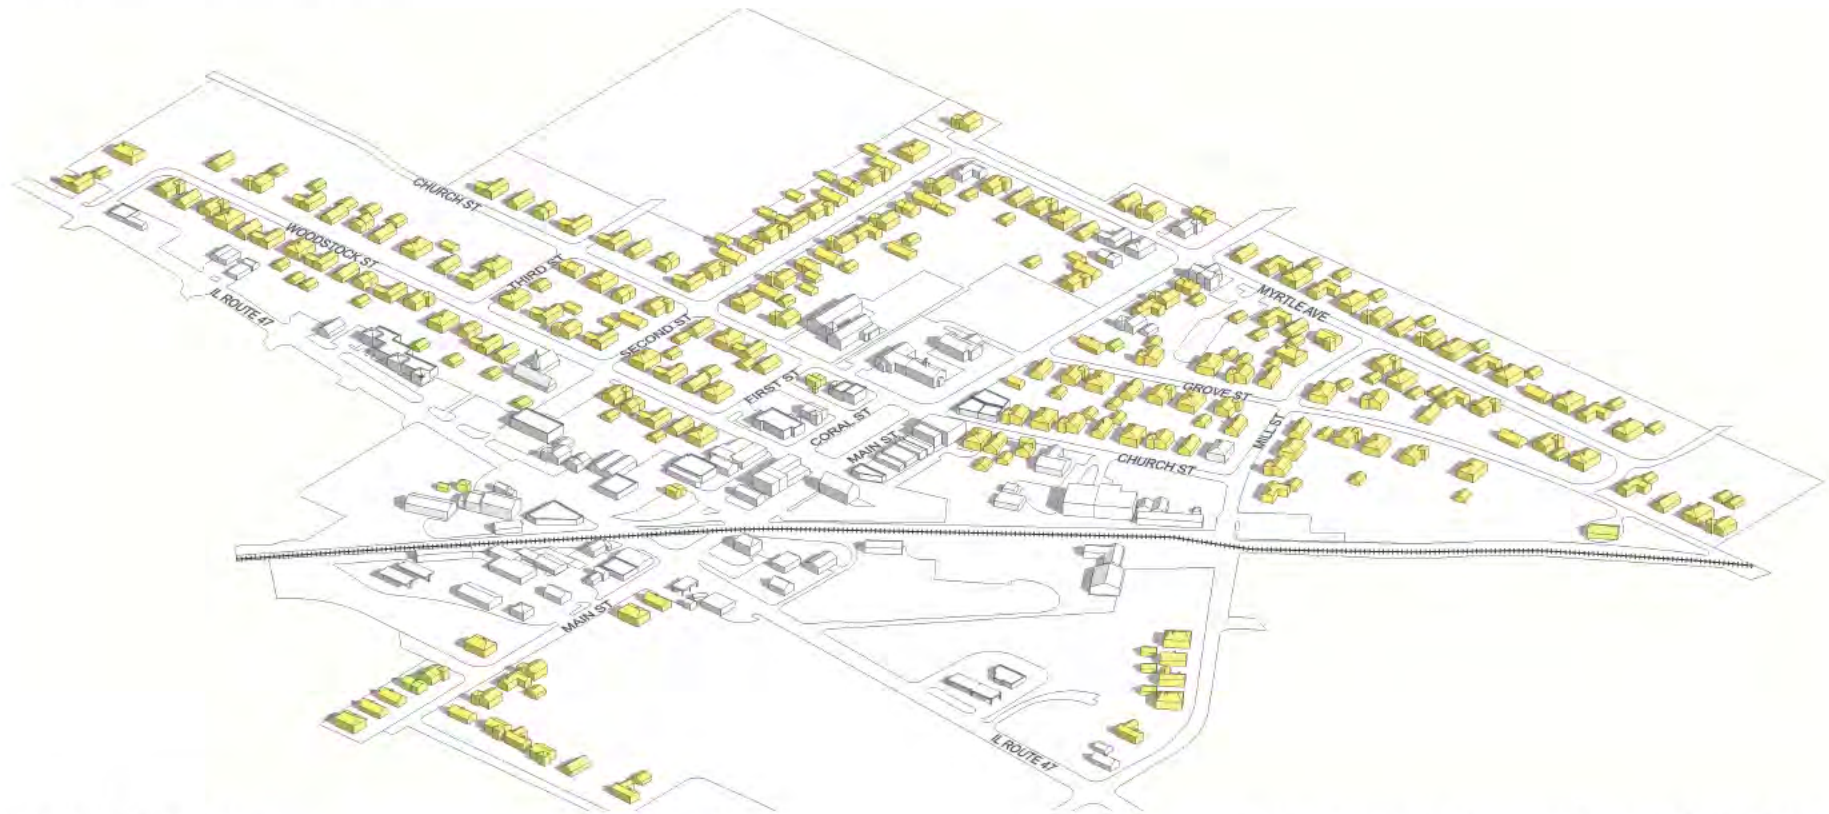 CHURCH ST
WOODSTOCK ST
THIRD ST
IL ROUTE 47
SECOND ST
MYRTLE AVE
FIRST ST
GROVE ST
CORAL ST
MAIN ST
MILL ST
CHURCH ST
MAIN ST
IL ROUTE 47